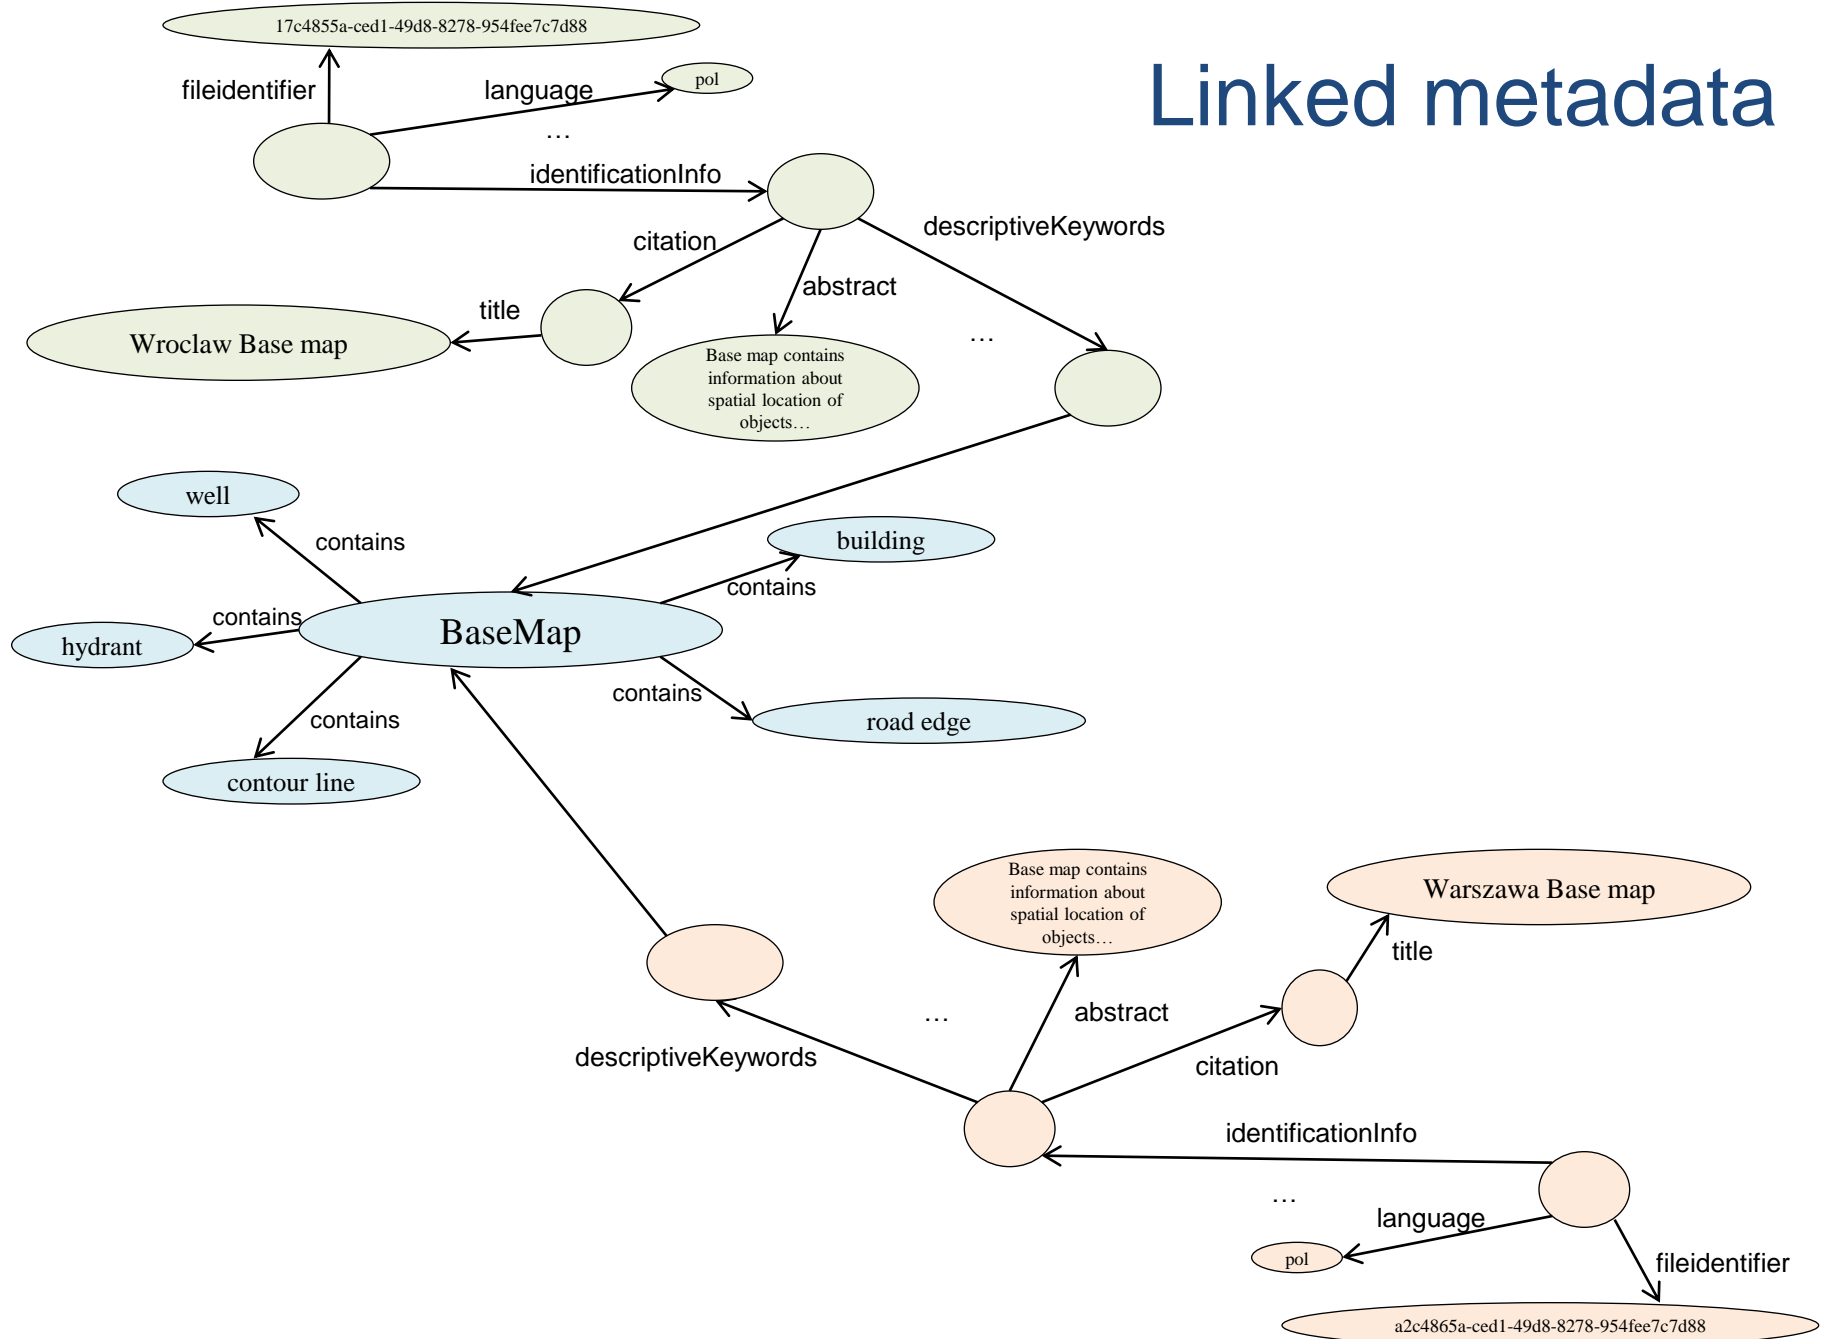 17c4855a-ced1-49d8-8278-954fee7c7d88
Linked metadata
fileidentifier
language
pol
…
identificationInfo
citation
descriptiveKeywords
abstract
title
Wroclaw Base map
…
Base map contains
information about
spatial location of
objects…
well
contains
building
contains
contains
hydrant
BaseMap
contains
road edge
contains
contour line
Base map contains
information about
spatial location of
objects…
Warszawa Base map
title
…
abstract
descriptiveKeywords
citation
identificationInfo
…
language
pol
fileidentifier
a2c4865a-ced1-49d8-8278-954fee7c7d88